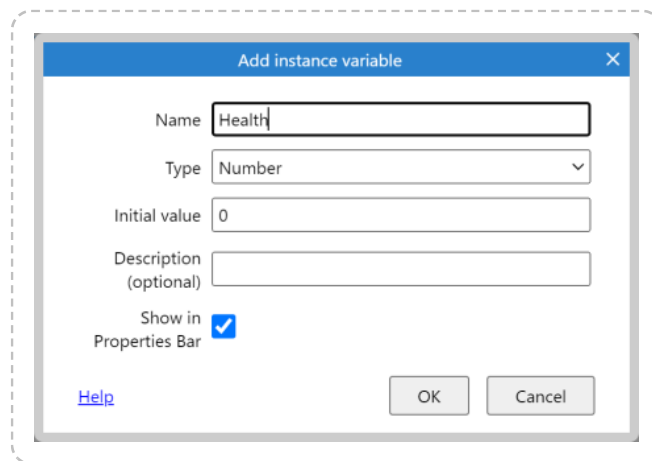 Add instance variable
Name Health
Type Number
Initial value 0
Description
(optional)
Show in
Properties Bar
Help OK Cancel